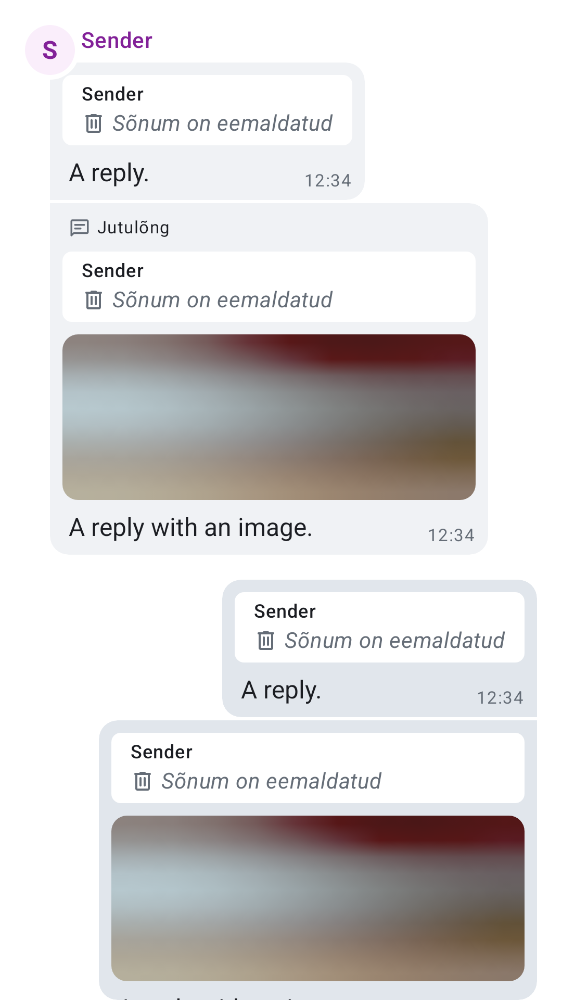 S
Sender
Sender
Sõnum on eemaldatud
A reply.
12:34
Jutulõng
Sender
Sõnum on eemaldatud
A reply with an image.
12:34
Sender
Sõnum on eemaldatud
A reply.
12:34
Sender
Sõnum on eemaldatud